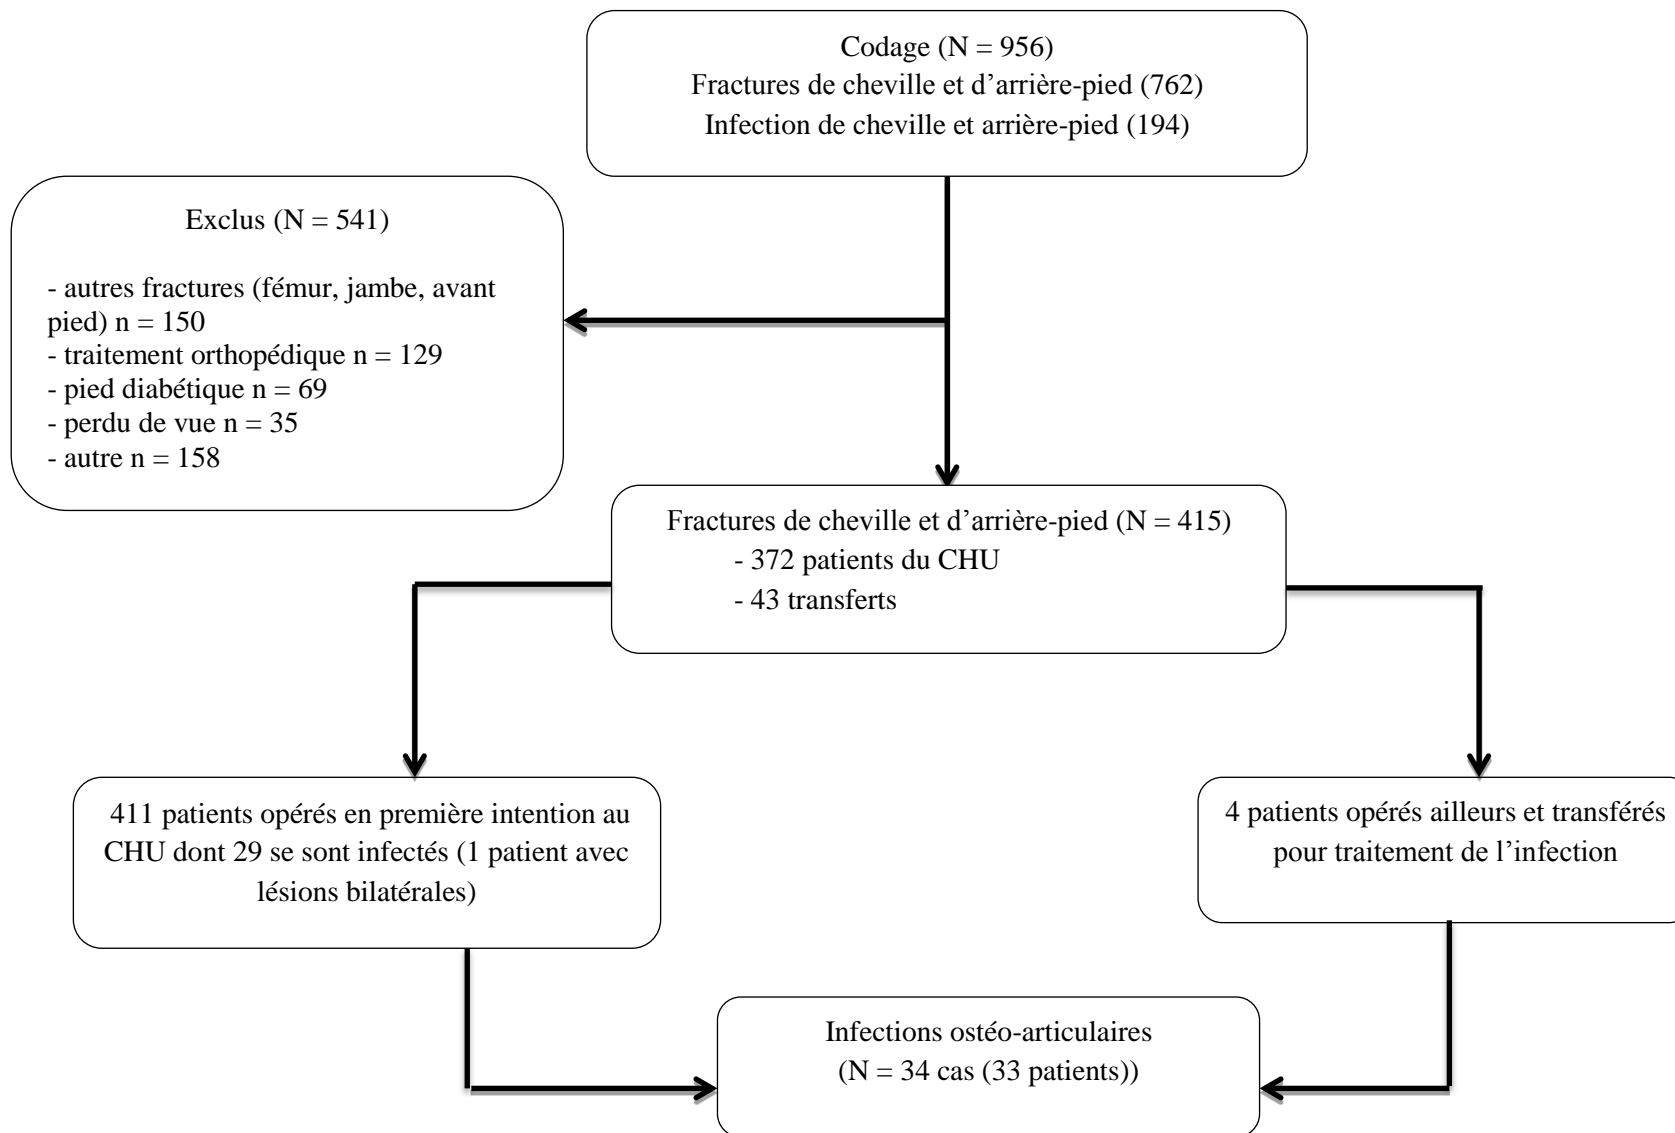 Codage (N = 956)
Fractures de cheville et d’arrière-pied (762)
Infection de cheville et arrière-pied (194)
Exclus (N = 541)
- autres fractures (fémur, jambe, avant
pied) n = 150
- traitement orthopédique n = 129
- pied diabétique n = 69
- perdu de vue n = 35
- autre n = 158
Fractures de cheville et d’arrière-pied (N = 415)
- 372 patients du CHU
- 43 transferts
411 patients opérés en première intention au
CHU dont 29 se sont infectés (1 patient avec
lésions bilatérales)
4 patients opérés ailleurs et transférés
pour traitement de l’infection
Infections ostéo-articulaires
(N = 34 cas (33 patients))